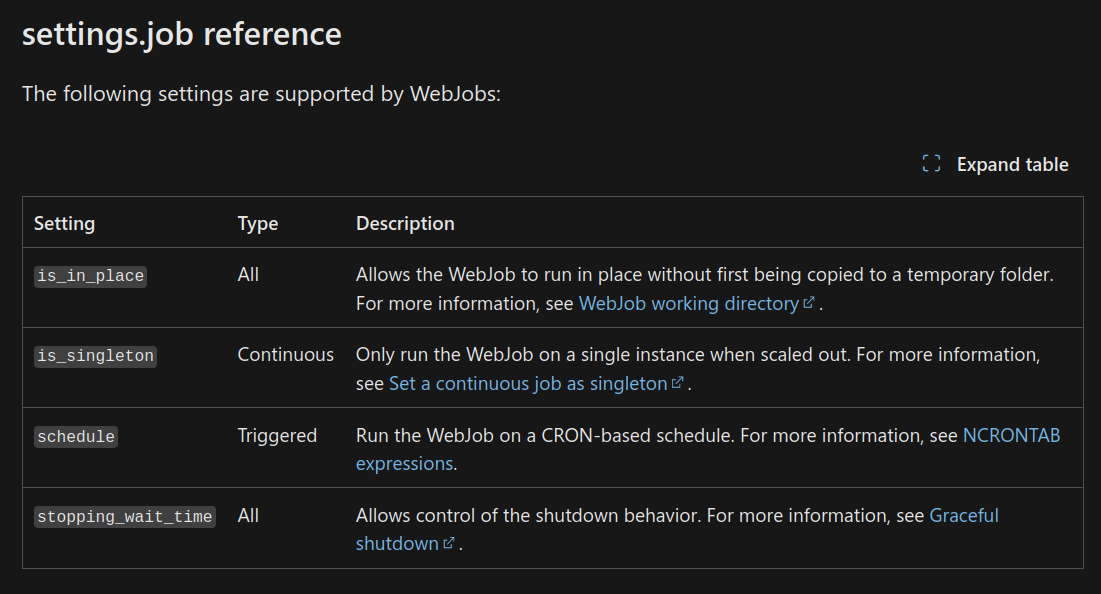 settings.job reference
The following settings are supported by WebJobs:
Expand table
Setting Type Description
is_in_place All Allows the WebJob to run in place without first being copied to a temporary folder.
For more information, see WebJob working directory.
is_singleton Continuous Only run the WebJob on a single instance when scaled out. For more information,
see Set a continuous job as singleton.
schedule Triggered Run the WebJob on a CRON-based schedule. For more information, see NCRONTAB
expressions.
stopping_wait_time All Allows control of the shutdown behavior. For more information, see Graceful
shutdown.